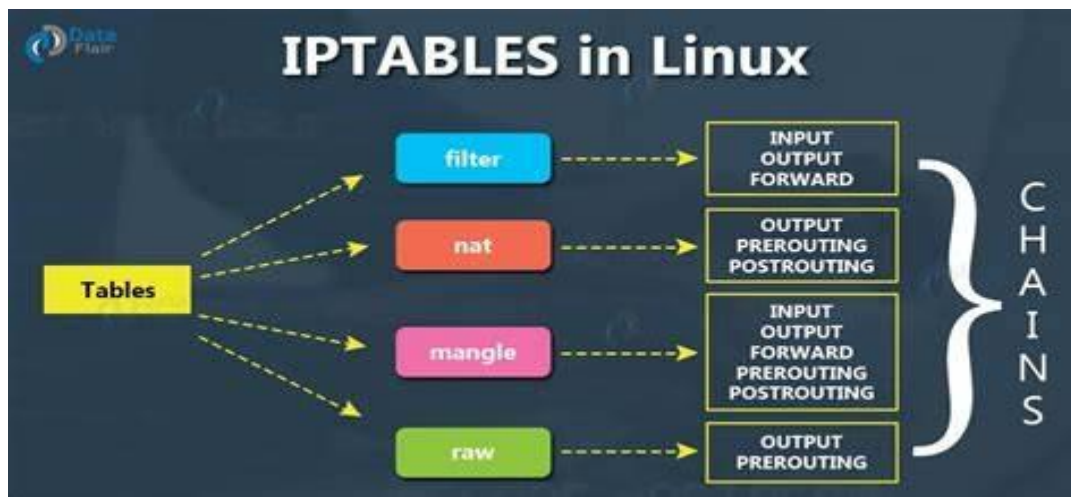 Data
Flair
IPTABLES in Linux
Tables
filter
INPUT
OUTPUT
FORWARD
nat
OUTPUT
PREROUTING
POSTROUTING
mangle
INPUT
OUTPUT
FORWARD
PREROUTING
POSTROUTING
raw
OUTPUT
PREROUTING
CHAINS